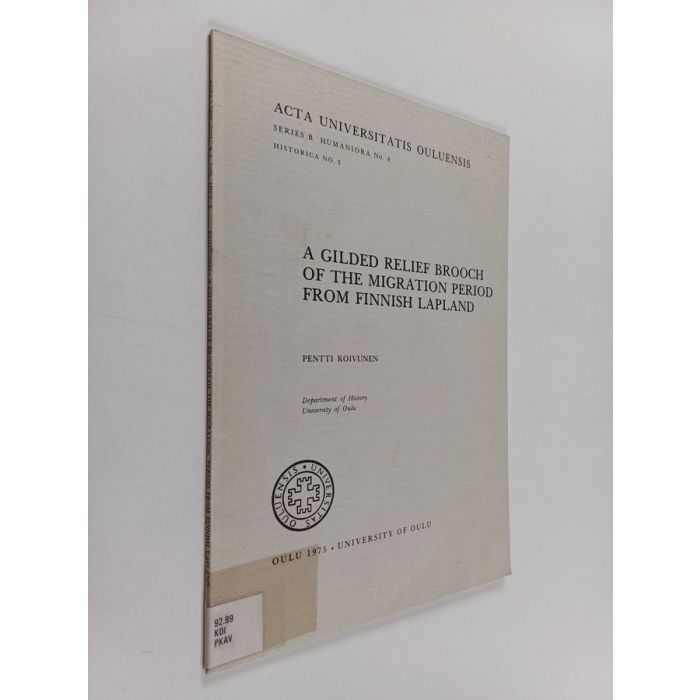 ACTA UNIVERSITATIS OULUENSIS
SERIES B HUMANIORA No. 4
HISTORICA NO. 2
A GILDED RELIEF BROOCH
OF THE MIGRATION PERIOD
FROM FINNISH LAPLAND
PENTTI KOIVUNEN
Department of History
University of Oulu
UNIVERSITAS OULUENSIS
OULU 1975 • UNIVERSITY OF OULU
92.89
KOI
PKAV